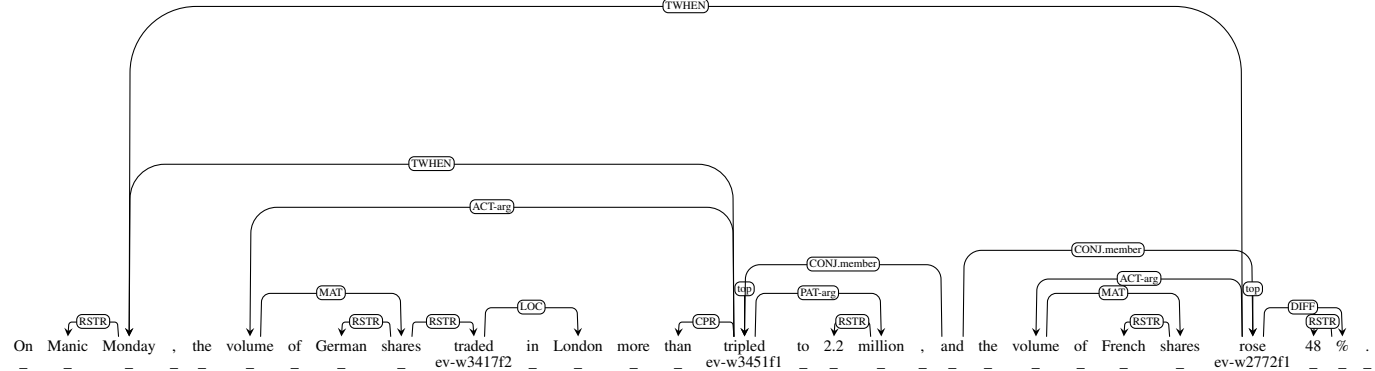 TWHEN
TWHEN
ACT-arg
CONJ.member
CONJ.member
ACT-arg
top PAT-arg top
MAT MAT
LOC DIFF
RSTR RSTR RSTR CPR RSTR RSTR RSTR
On Manic Monday , the volume of German shares traded in London more than tripled to 2.2 million , and the volume of French shares rose 48 % .
_ _ _ _ _ _ _ _ _ ev-w3417f2 _ _ _ _ ev-w3451f1 _ _ _ _ _ _ _ _ _ _ ev-w2772f1 _ _ _